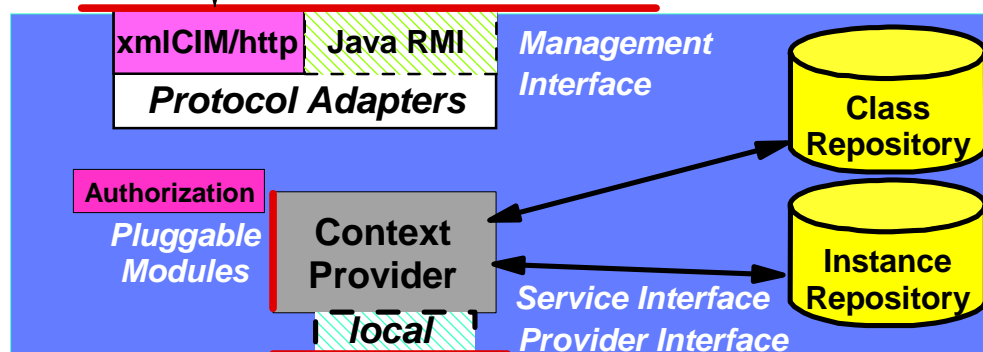 xmlCIM/http
Java RMI
Management
Interface
Protocol Adapters
Class
Repository
Authorization
Pluggable
Modules
Context
Provider
Instance
Repository
Service Interface
local
Provider Interface